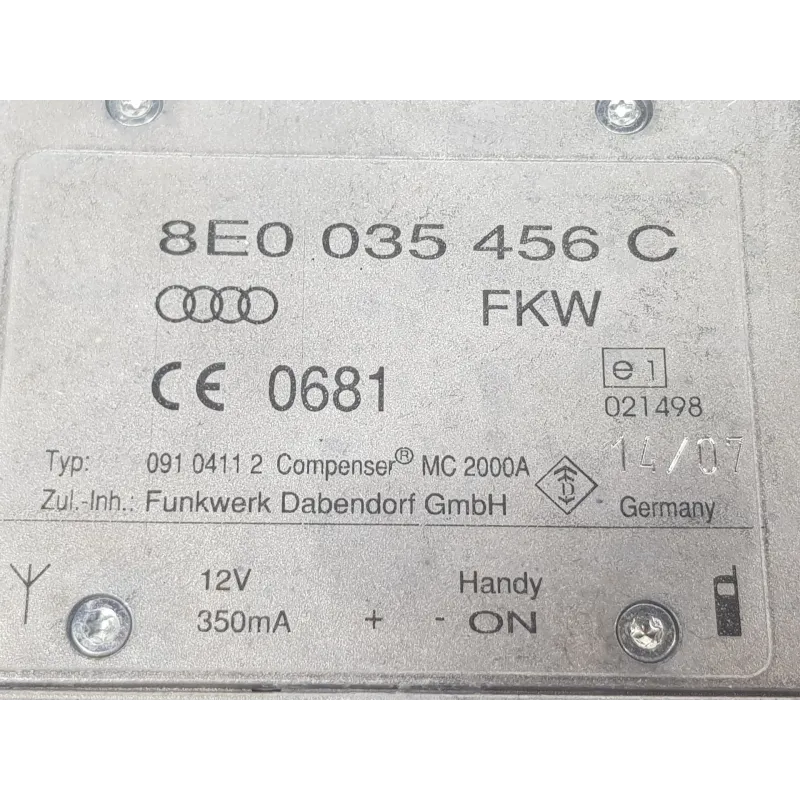 8E0 035 456 C
FKW
CE 0681
e1
021498
14/07
Typ: 091 0411 2 Compenser® MC 2000A
Zul.-Inh.: Funkwerk Dabendorf GmbH
D
Germany
12V Handy
350mA + - ON